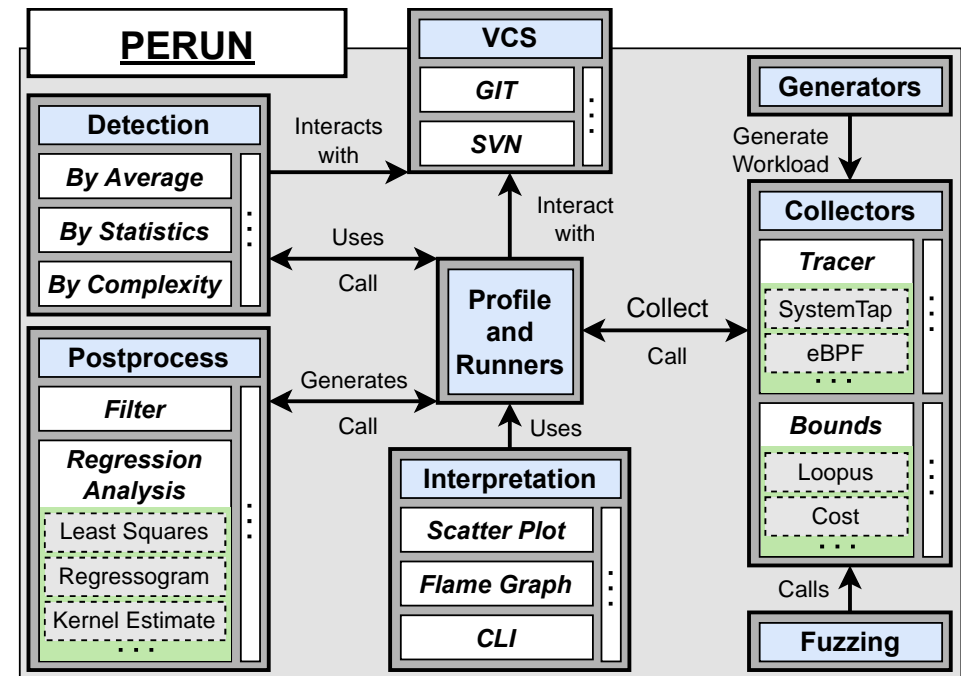 PERUN
VCS
GIT
SVN
. . .
Generators
Detection
By Average
By Statistics
By Complexity
. . .
Interacts
with
Generate
Workload
Interact
with
Uses
Call
Profile
and
Runners
Collect
Call
Collectors
Tracer
SystemTap
eBPF
. . .
. . .
Bounds
Loopus
Cost
. . .
. . .
Postprocess
Filter
Regression
Analysis
Least Squares
Regressogram
Kernel Estimate
. . .
. . .
Generates
Call
Uses
Interpretation
Scatter Plot
Flame Graph
CLI
. . .
Calls
Fuzzing